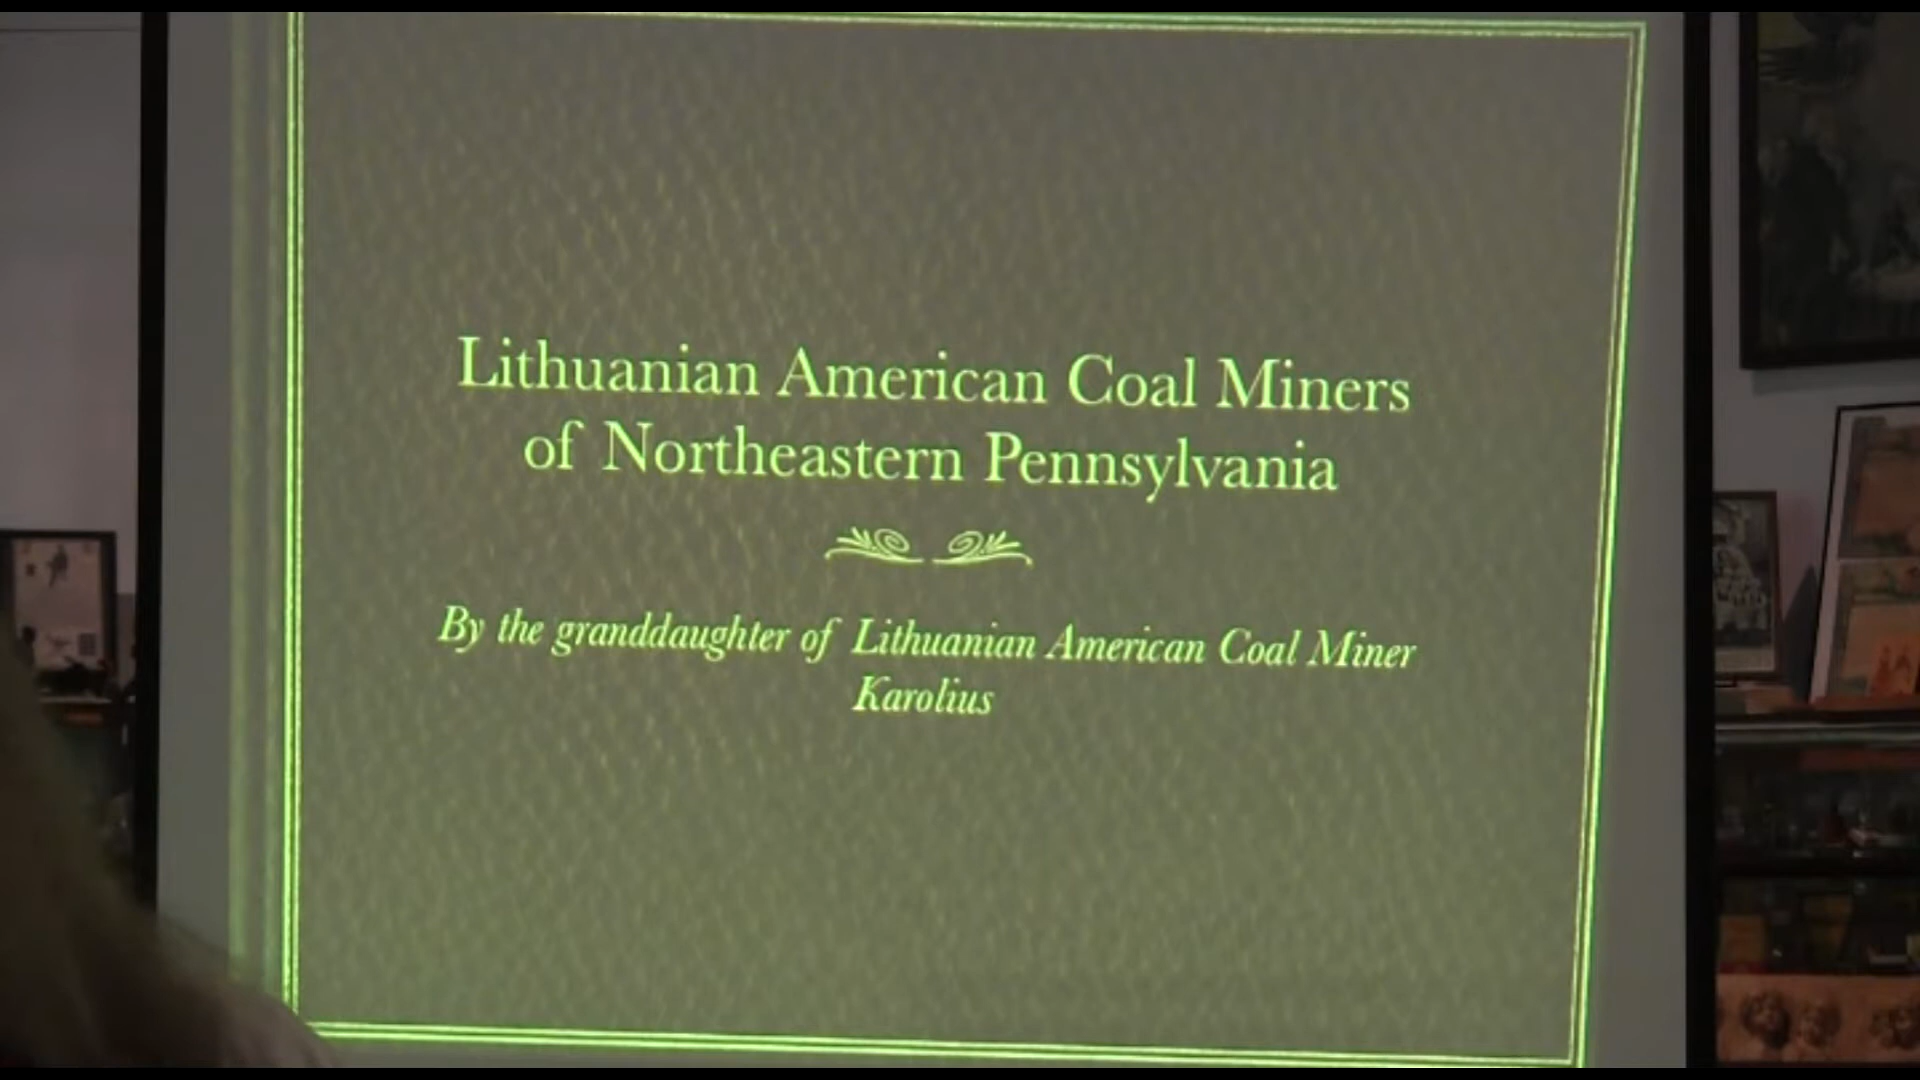 Lithuanian American Coal Miners
of Northeastern Pennsylvania
By the granddaughter of Lithuanian American Coal Miner
Karolius